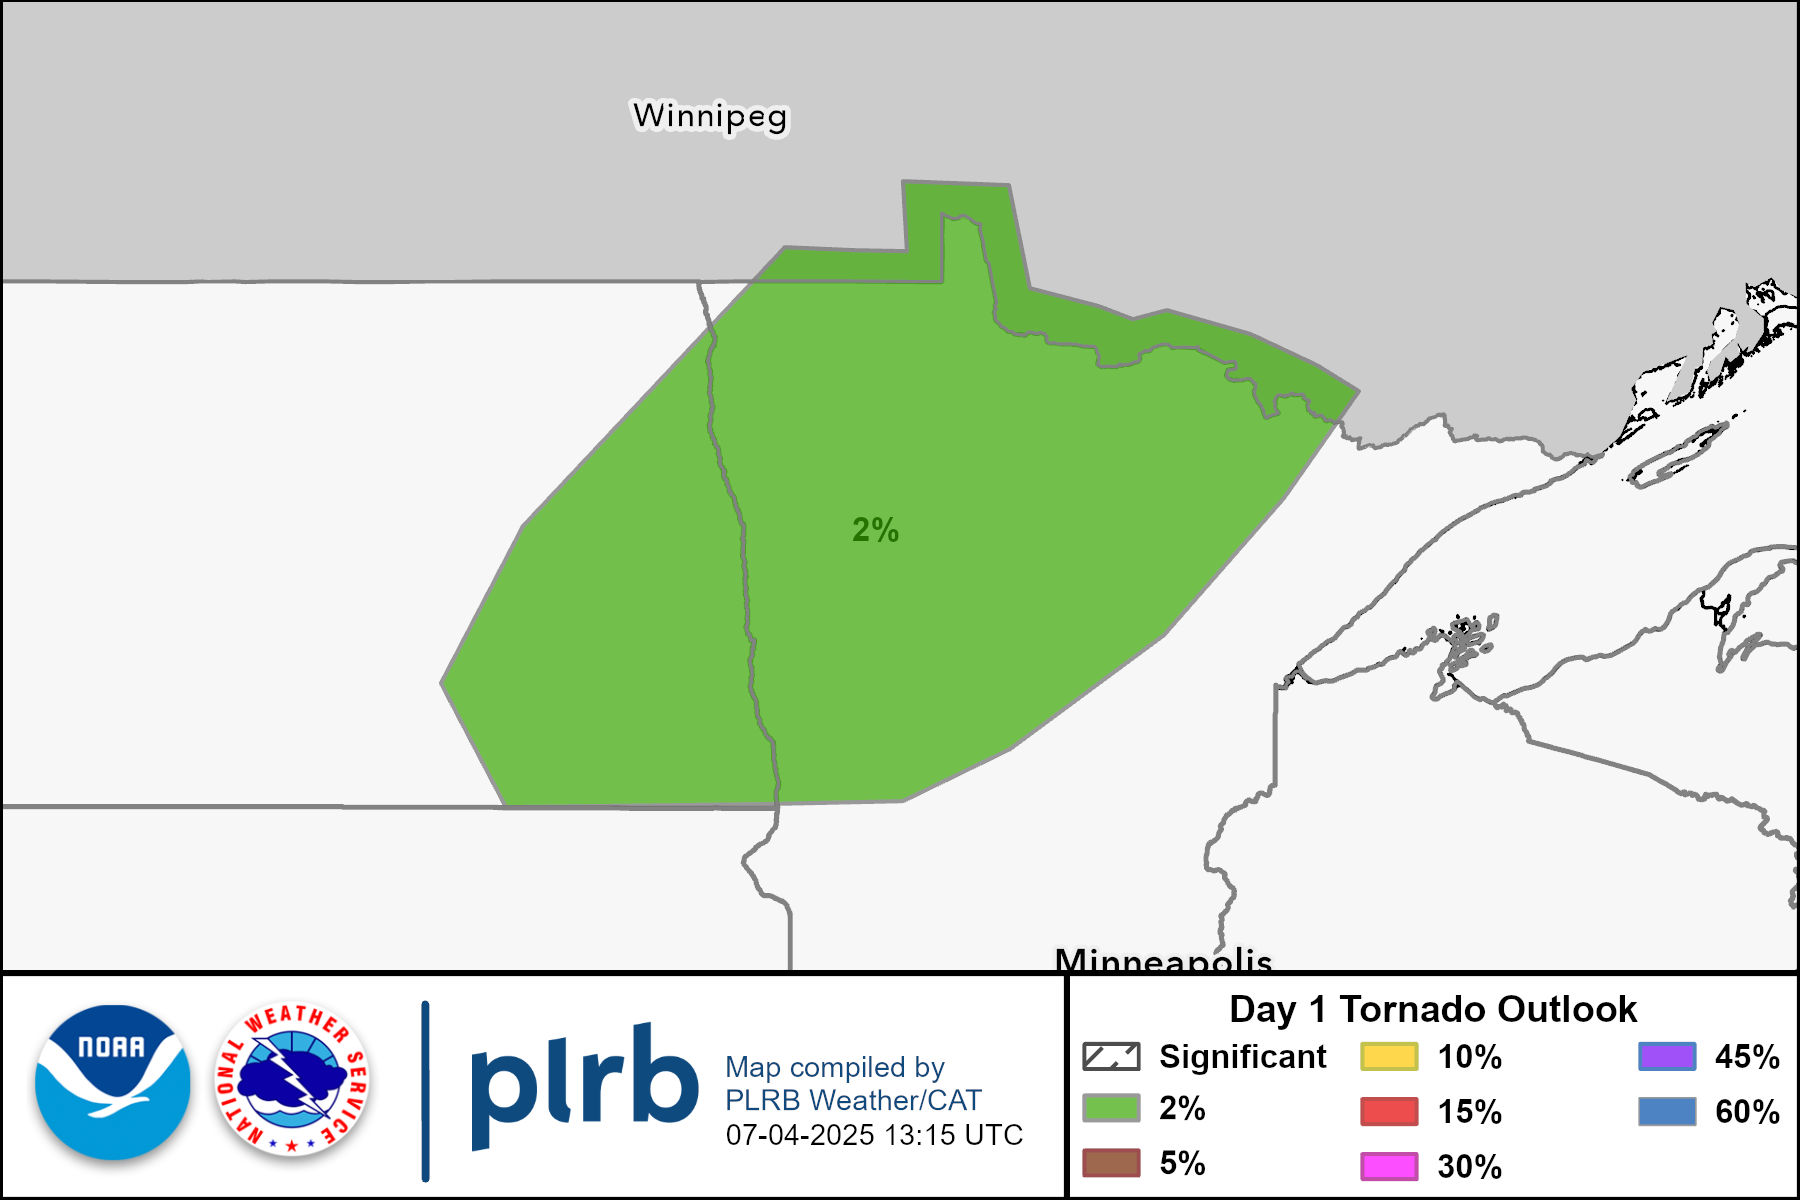 Winnipeg
2%
Minneapolis
NOAA
NATIONAL WEATHER SERVICE
plrb
Map compiled by
PLRB Weather/CAT
07-04-2025 13:15 UTC
Day 1 Tornado Outlook
Significant
2%
5%
10%
15%
30%
45%
60%